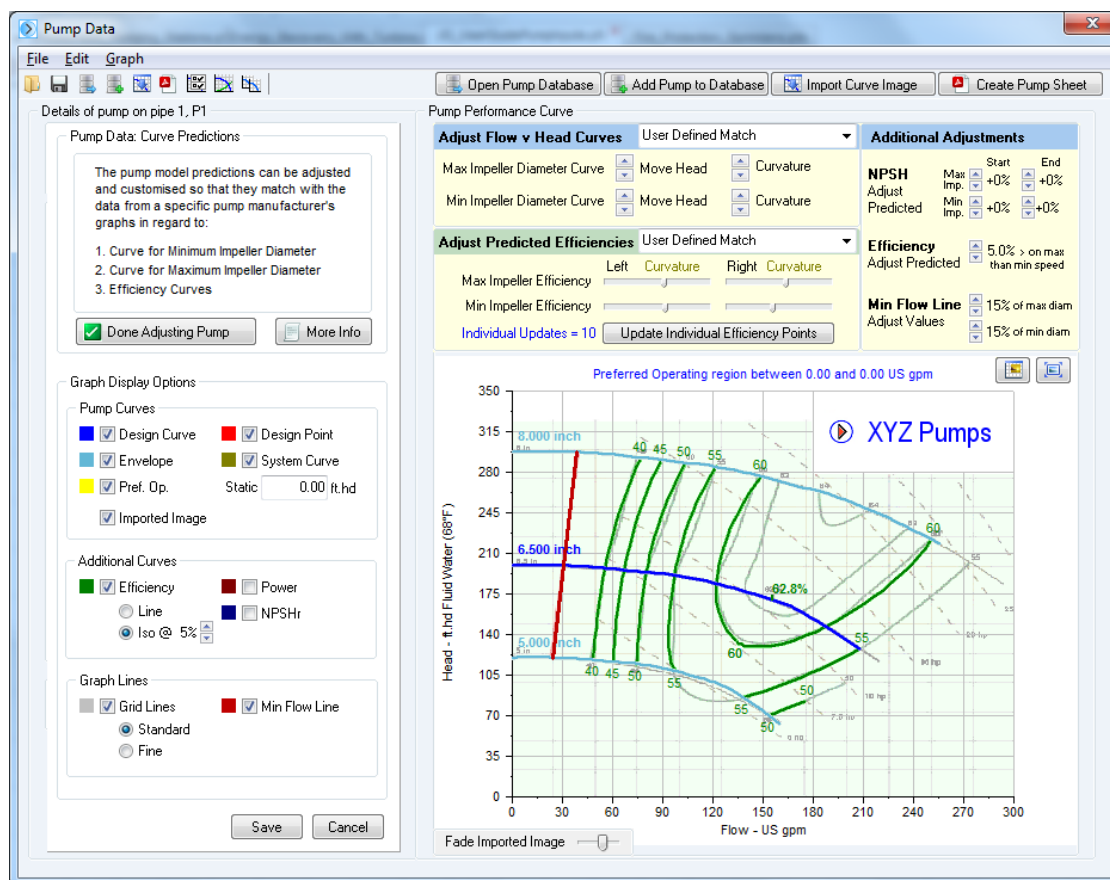 Pump Data
File Edit Graph
Open Pump Database Add Pump to Database Import Curve Image Create Pump Sheet
Details of pump on pipe 1, P1
Pump Data: Curve Predictions
The pump model predictions can be adjusted
and customised so that they match with the
data from a specific pump manufacturer's
graphs in regard to:
1. Curve for Minimum Impeller Diameter
2. Curve for Maximum Impeller Diameter
3. Efficiency Curves
Done Adjusting Pump More Info
Graph Display Options
Pump Curves
Design Curve Design Point
Envelope System Curve
Pref. Op. Static 0.00 ft.hd
Imported Image
Additional Curves
Efficiency Power
Line NPSHr
Iso @ 5%
Graph Lines
Grid Lines Min Flow Line
Standard
Fine
Save Cancel
Pump Performance Curve
Adjust Flow v Head Curves User Defined Match
Max Impeller Diameter Curve Move Head Curvature
Min Impeller Diameter Curve Move Head Curvature
Adjust Predicted Efficiencies User Defined Match
Left Curvature Right Curvature
Max Impeller Efficiency
Min Impeller Efficiency
Individual Updates = 10 Update Individual Efficiency Points
Additional Adjustments
Start End
NPSH Max Imp. +0% +0%
Adjust
Predicted Min Imp. +0% +0%
Efficiency
Adjust Predicted 5.0% > on max
than min speed
Min Flow Line 15% of max diam
Adjust Values 15% of min diam
Preferred Operating region between 0.00 and 0.00 US gpm
XYZ Pumps
350
315
280
245
210
175
140
105
70
35
0
Head - ft.hd Fluid Water (68°F)
8.000 inch
6.500 inch
5.000 inch
40 45 50 55 60
60
62.8%
60
55
40 45 50 55
50
55
50
0 30 60 90 120 150 180 210 240 270 300
Flow - US gpm
Fade Imported Image